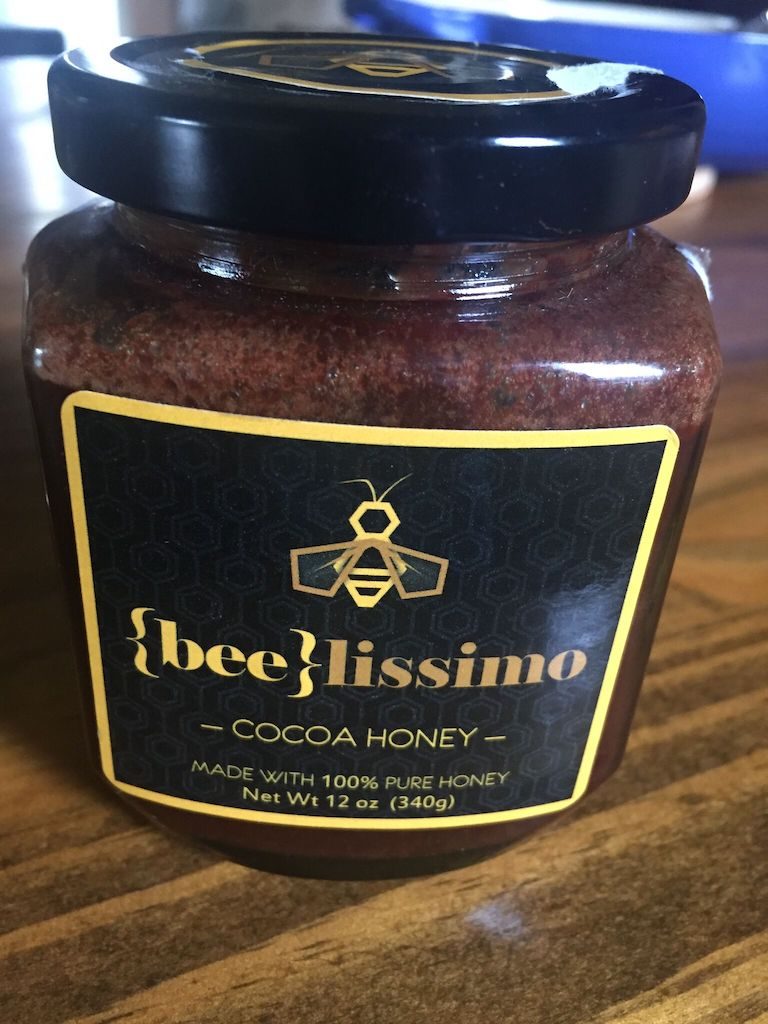 {bee}lissimo
– COCOA HONEY –
MADE WITH 100% PURE HONEY
Net Wt 12 oz (340g)